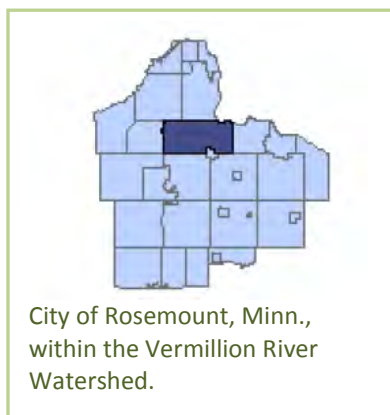 City of Rosemount, Minn.,
within the Vermillion River
Watershed.